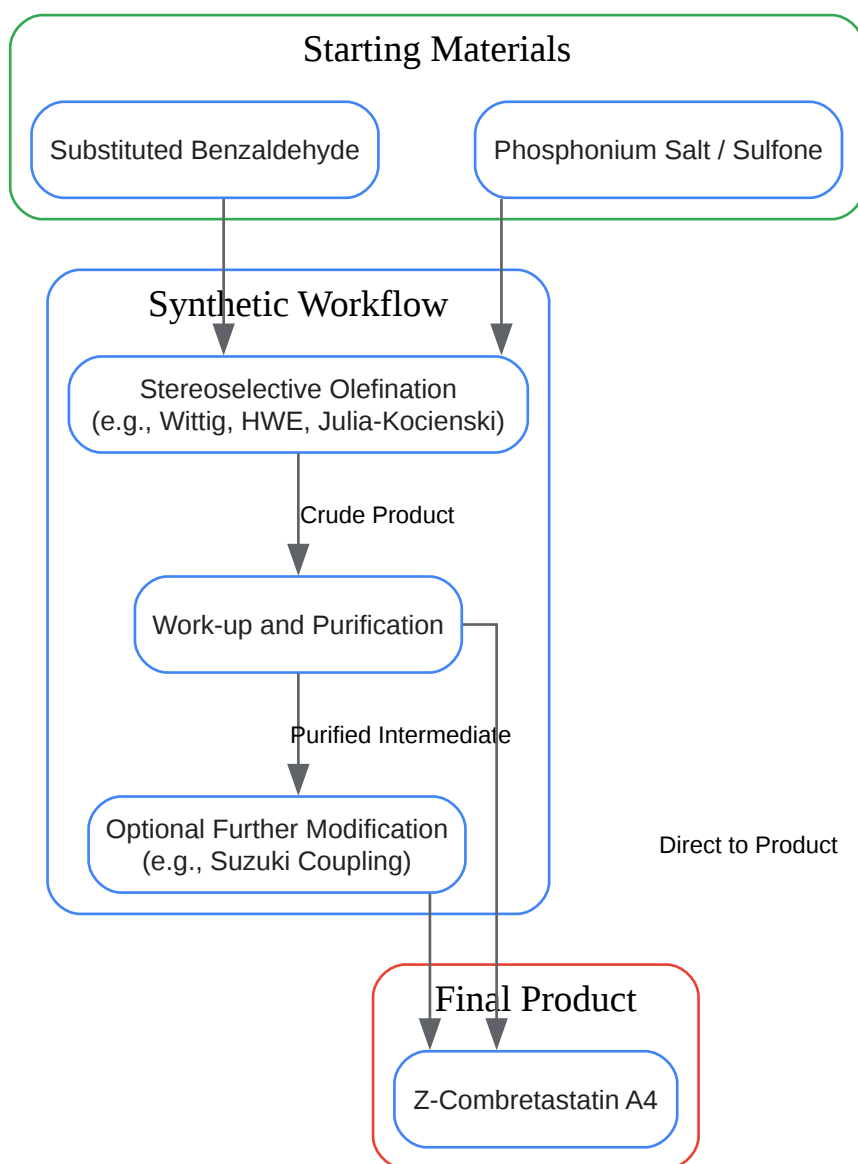 Starting Materials
Substituted Benzaldehyde
Phosphonium Salt / Sulfone
Synthetic Workflow
Stereoselective Olefination
(e.g., Wittig, HWE, Julia-Kocienski)
Crude Product
Work-up and Purification
Purified Intermediate
Optional Further Modification
(e.g., Suzuki Coupling)
Direct to Product
Final Product
Z-Combretastatin A4